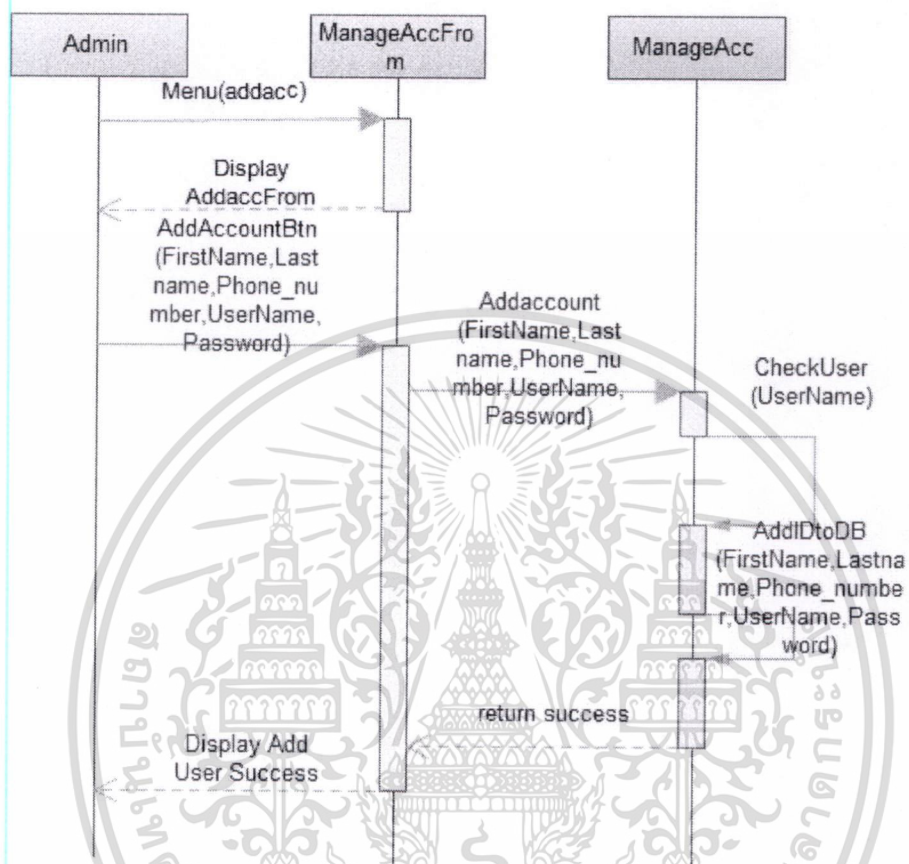 Admin
ManageAccFro
m
ManageAcc
Menu(addacc)
Display
AddaccFrom
AddAccountBtn
(FirstName,Last
name,Phone_nu
mber,UserName,
Password)
Addaccount
(FirstName,Last
name,Phone_nu
mber,UserName,
Password)
CheckUser
(UserName)
AddIDtoDB
(FirstName,Lastna
me,Phone_numbe
r,UserName,Pass
word)
return success
Display Add
User Success